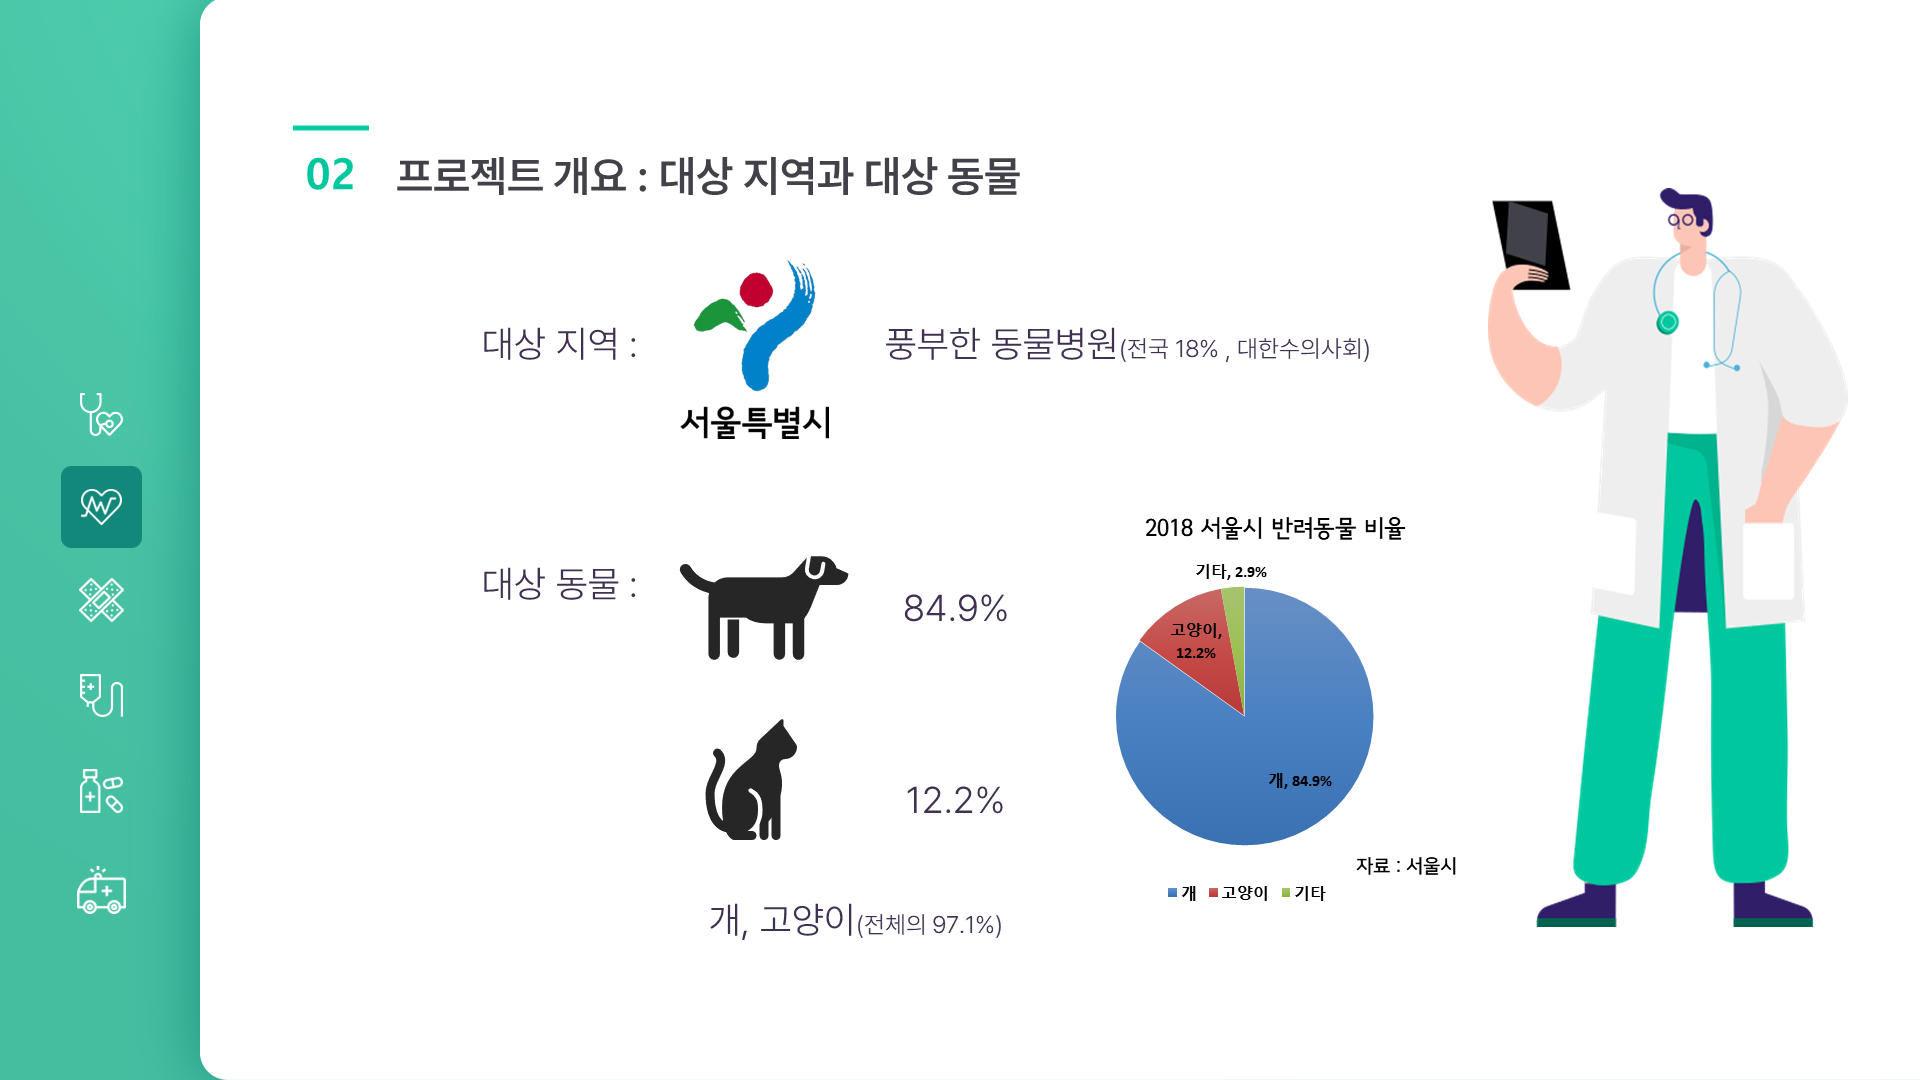 02 프로젝트 개요 : 대상 지역과 대상 동물
대상 지역 :
서울특별시
풍부한 동물병원(전국 18% , 대한수의사회)
대상 동물 :
84.9%
12.2%
개, 고양이(전체의 97.1%)
2018 서울시 반려동물 비율
기타, 2.9%
고양이,
12.2%
개, 84.9%
자료 : 서울시
개 고양이 기타